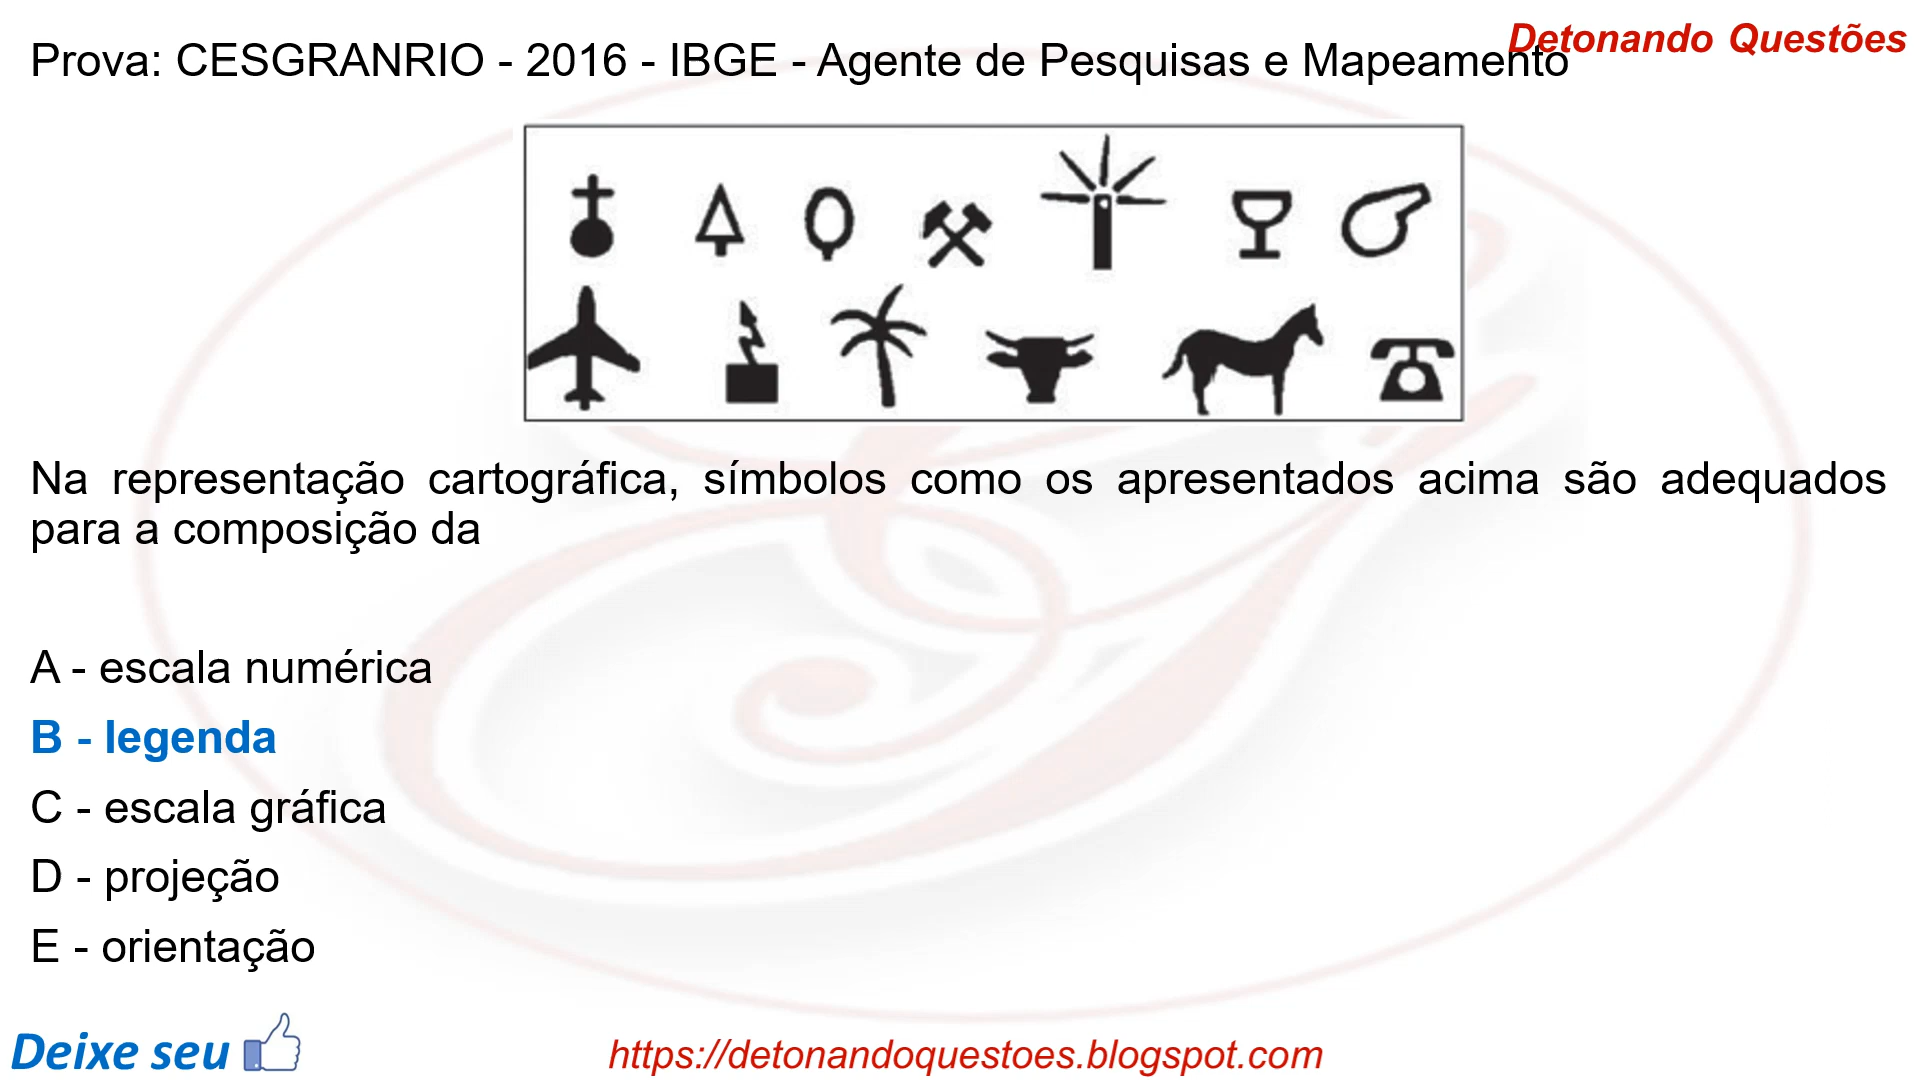 Detonando Questões
Prova: CESGRANRIO - 2016 - IBGE - Agente de Pesquisas e Mapeamento
Na representação cartográfica, símbolos como os apresentados acima são adequados
para a composição da
A - escala numérica
B - legenda
C - escala gráfica
D - projeção
E - orientação
Deixe seu
https://detonandoquestoes.blogspot.com